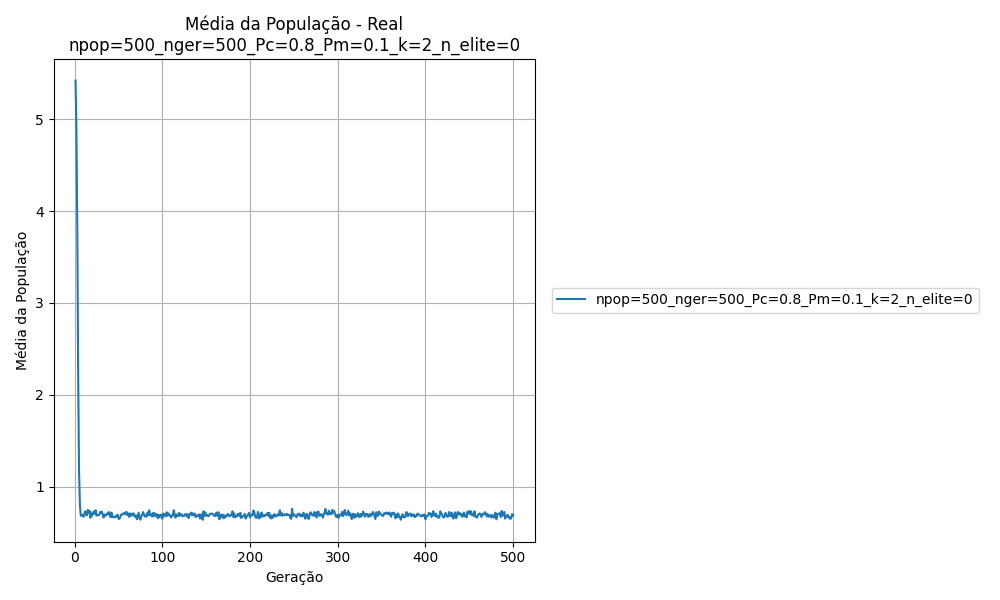 Média da População - Real
npop=500_nger=500_Pc=0.8_Pm=0.1_k=2_n_elite=0
Média da População
5
4
3
2
1
0
100
200
300
400
500
Geração
npop=500_nger=500_Pc=0.8_Pm=0.1_k=2_n_elite=0